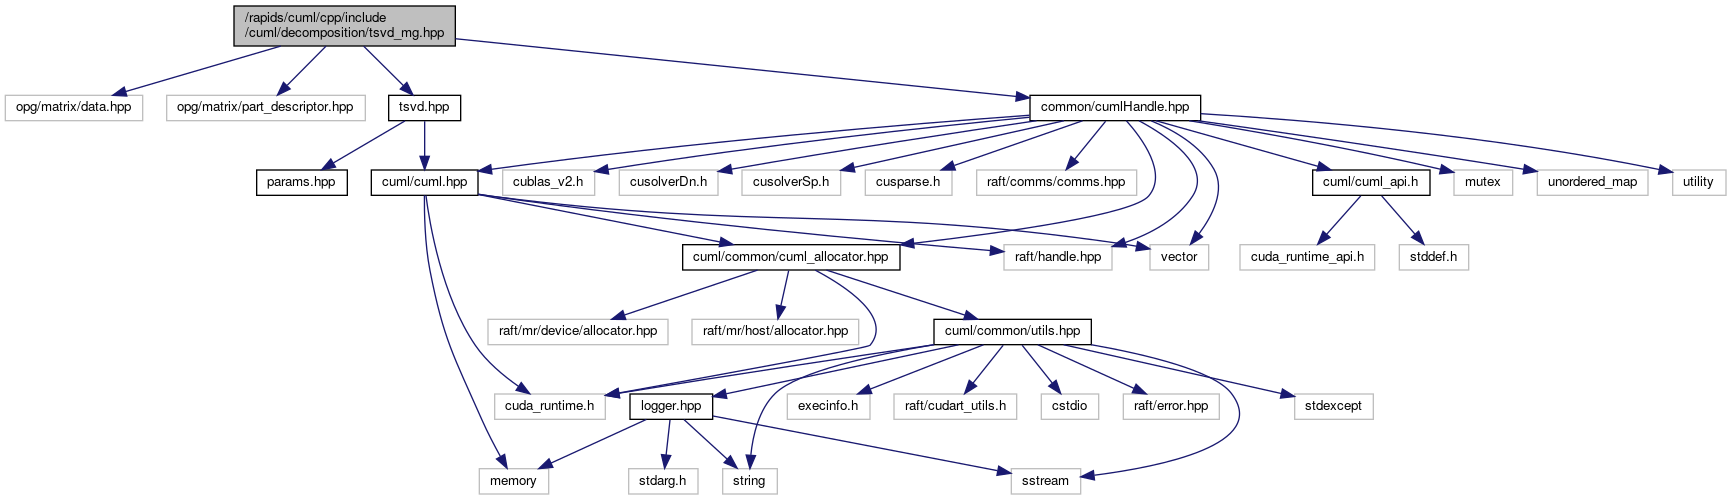 /rapids/cuml/cpp/include
/cuml/decomposition/tsvd_mg.hpp
opg/matrix/data.hpp
opg/matrix/part_descriptor.hpp
tsvd.hpp
common/cumlHandle.hpp
params.hpp
cuml/cuml.hpp
cublas_v2.h
cusolverDn.h
cusolverSp.h
cusparse.h
raft/comms/comms.hpp
cuml/cuml_api.h
mutex
unordered_map
utility
cuml/common/cuml_allocator.hpp
raft/handle.hpp
vector
cuda_runtime_api.h
stddef.h
raft/mr/device/allocator.hpp
raft/mr/host/allocator.hpp
cuml/common/utils.hpp
cuda_runtime.h
logger.hpp
execinfo.h
raft/cudart_utils.h
cstdio
raft/error.hpp
stdexcept
memory
stdarg.h
string
sstream